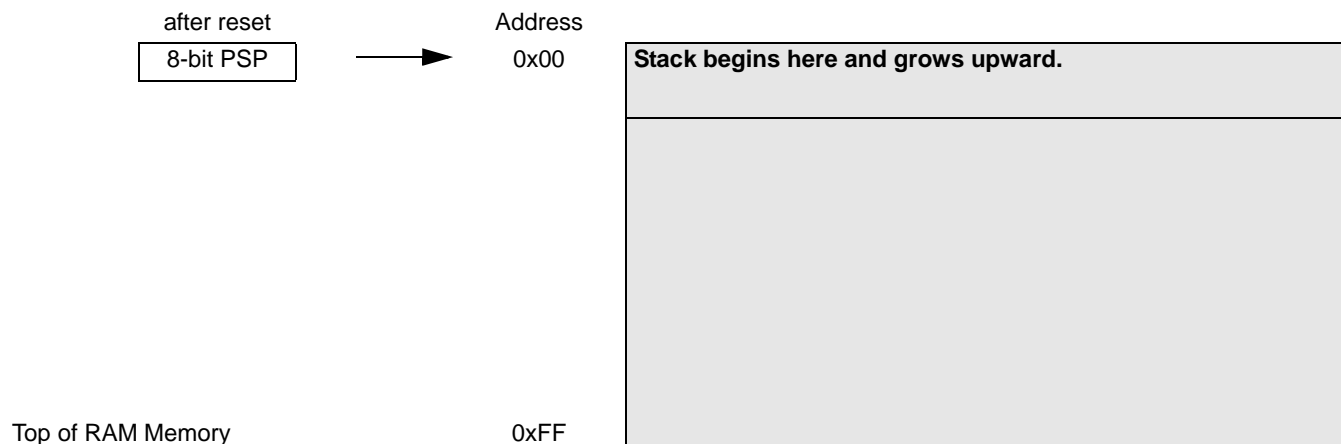 after reset
Address
8-bit PSP
0x00
Stack begins here and grows upward.
Top of RAM Memory
0xFF